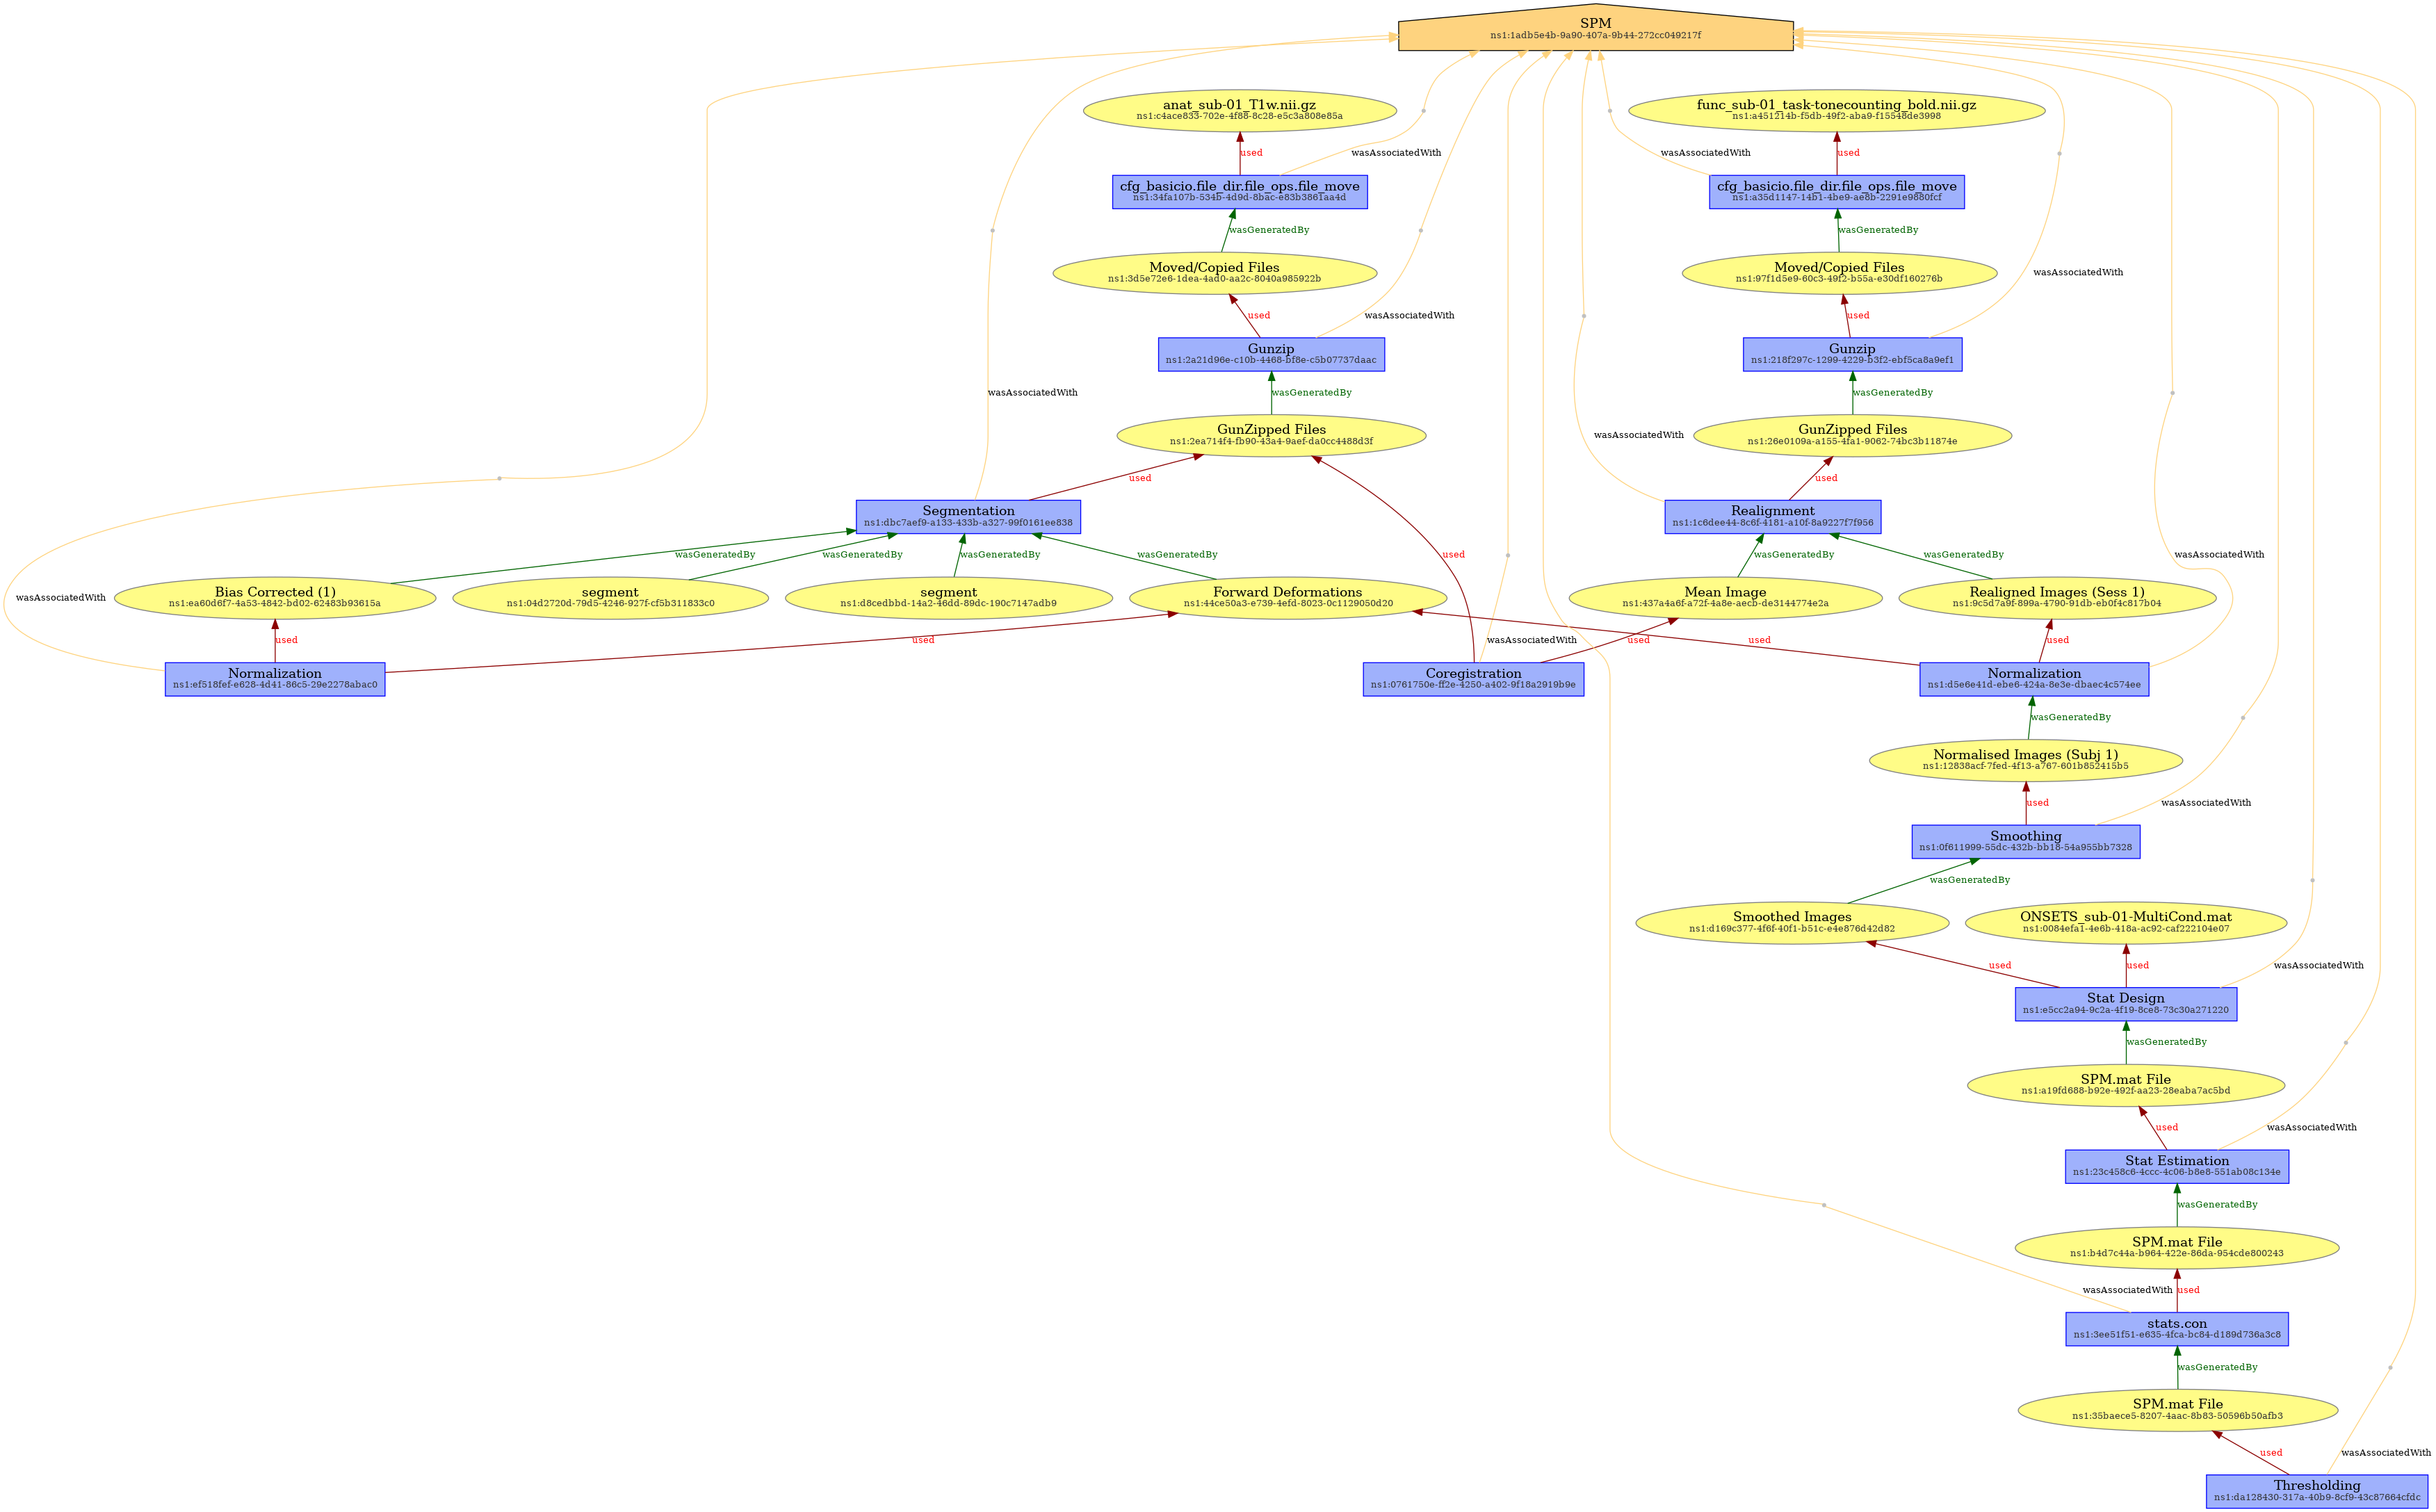 SPM
ns1:1adb5e4b-9a90-407a-9b44-272cc049217f
anat_sub-01_T1w.nii.gz
ns1:c4ace833-702e-4f88-8c28-e5c3a808e85a
func_sub-01_task-tonecounting_bold.nii.gz
ns1:a451214b-f5db-49f2-aba9-f15548de3998
used
wasAssociatedWith
wasAssociatedWith
used
cfg_basicio.file_dir.file_ops.file_move
ns1:34fa107b-534b-4d9d-8bac-e83b3861aa4d
cfg_basicio.file_dir.file_ops.file_move
ns1:a35d1147-14b1-4be9-ae8b-2291e9880fcf
wasGeneratedBy
wasGeneratedBy
Moved/Copied Files
ns1:3d5e72e6-1dea-4ad0-aa2c-8040a985922b
Moved/Copied Files
ns1:97f1d5e9-60c3-49f2-b55a-e30df160276b
wasAssociatedWith
used
wasAssociatedWith
used
Gunzip
ns1:2a21d96e-c10b-4468-bf8e-c5b07737daac
Gunzip
ns1:218f297c-1299-4229-b3f2-ebf5ca8a9ef1
wasAssociatedWith
wasGeneratedBy
wasGeneratedBy
GunZipped Files
ns1:2ea714f4-fb90-43a4-9aef-da0cc4488d3f
GunZipped Files
ns1:26e0109a-a155-4fa1-9062-74bc3b11874e
wasAssociatedWith
used
used
Segmentation
ns1:dbc7aef9-a133-433b-a327-99f0161ee838
Realignment
ns1:1c6dee44-8c6f-4181-a10f-8a9227f7f956
wasGeneratedBy
wasGeneratedBy
wasGeneratedBy
wasGeneratedBy
used
wasGeneratedBy
wasGeneratedBy
wasAssociatedWith
wasAssociatedWith
Bias Corrected (1)
ns1:ea60d6f7-4a53-4842-bd02-62483b93615a
segment
ns1:04d2720d-79d5-4246-927f-cf5b311833c0
segment
ns1:d8cedbbd-14a2-46dd-89dc-190c7147adb9
Forward Deformations
ns1:44ce50a3-e739-4efd-8023-0c1129050d20
Mean Image
ns1:437a4a6f-a72f-4a8e-aecb-de3144774e2a
Realigned Images (Sess 1)
ns1:9c5d7a9f-899a-4790-91db-eb0f4c817b04
used
used
wasAssociatedWith
used
used
used
Normalization
ns1:ef518fef-e628-4d41-86c5-29e2278abac0
Coregistration
ns1:0761750e-ff2e-4250-a402-9f18a2919b9e
Normalization
ns1:d5e6e41d-ebe6-424a-8e3e-dbaec4c574ee
wasGeneratedBy
Normalised Images (Subj 1)
ns1:12838acf-7fed-4f13-a767-601b852415b5
used
wasAssociatedWith
Smoothing
ns1:0f611999-55dc-432b-bb18-54a955bb7328
wasGeneratedBy
Smoothed Images
ns1:d169c377-4f6f-40f1-b51c-e4e876d42d82
ONSETS_sub-01-MultiCond.mat
ns1:0084efa1-4e6b-418a-ac92-caf222104e07
used
used
wasAssociatedWith
Stat Design
ns1:e5cc2a94-9c2a-4f19-8ce8-73c30a271220
wasGeneratedBy
SPM.mat File
ns1:a19fd688-b92e-492f-aa23-28eaba7ac5bd
used
wasAssociatedWith
Stat Estimation
ns1:23c458c6-4ccc-4c06-b8e8-551ab08c134e
wasGeneratedBy
SPM.mat File
ns1:b4d7c44a-b964-422e-86da-954cde800243
wasAssociatedWith
used
stats.con
ns1:3ee51f51-e635-4fca-bc84-d189d736a3c8
wasGeneratedBy
SPM.mat File
ns1:35baece5-8207-4aac-8b83-50596b50afb3
used
wasAssociatedWith
Thresholding
ns1:da128430-317a-40b9-8cf9-43c87664cfdc